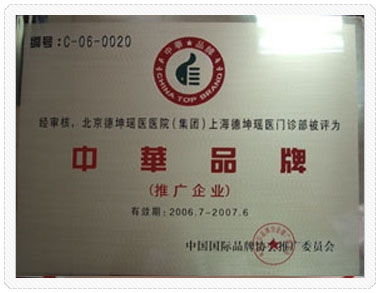 编号:C-06-0020
中華 品牌
CHINA TOP BRAND
经审核，北京德坤瑶医医院(集团)上海德坤瑶医门诊部被评为
中華品牌
(推广企业)
有效期:2006.7-2007.6
中国国际品牌协会推广委员会